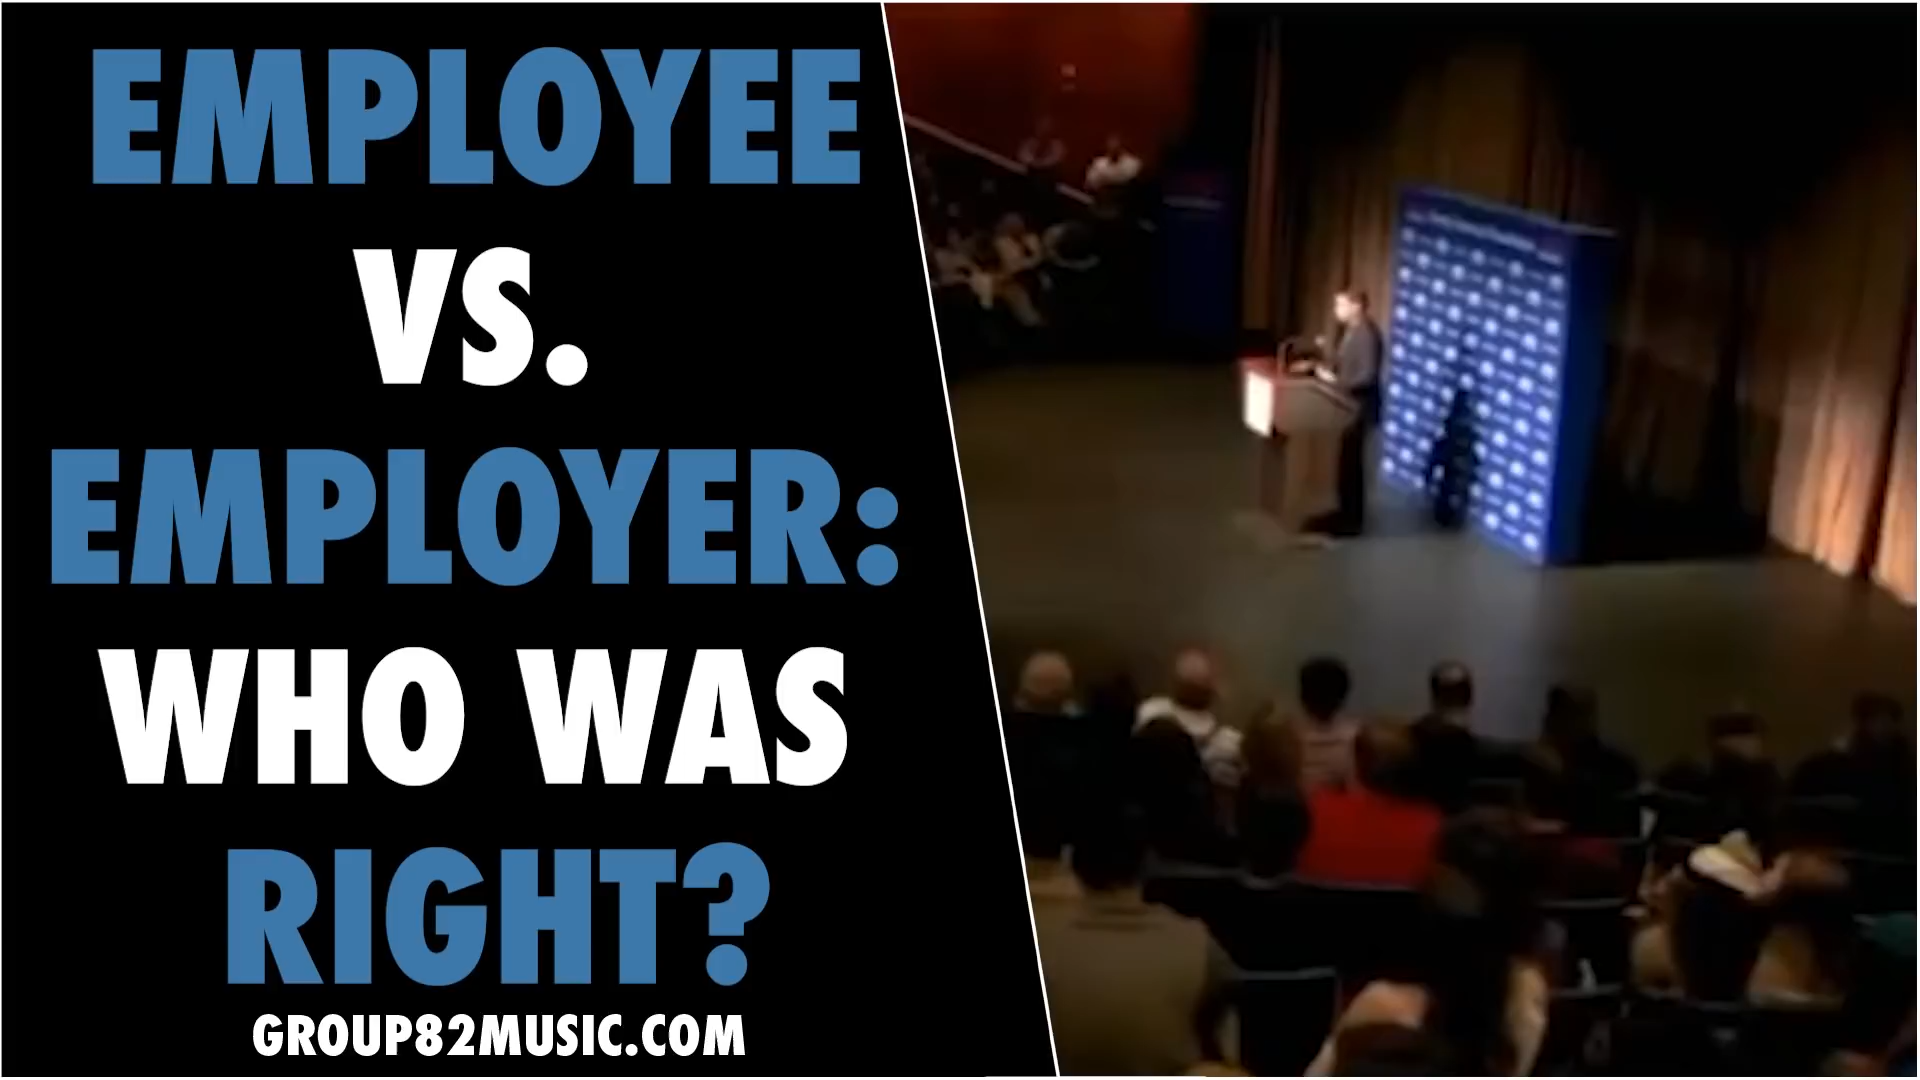 EMPLOYEE
VS.
EMPLOYER:
WHO WAS
RIGHT?
GROUP82MUSIC.COM